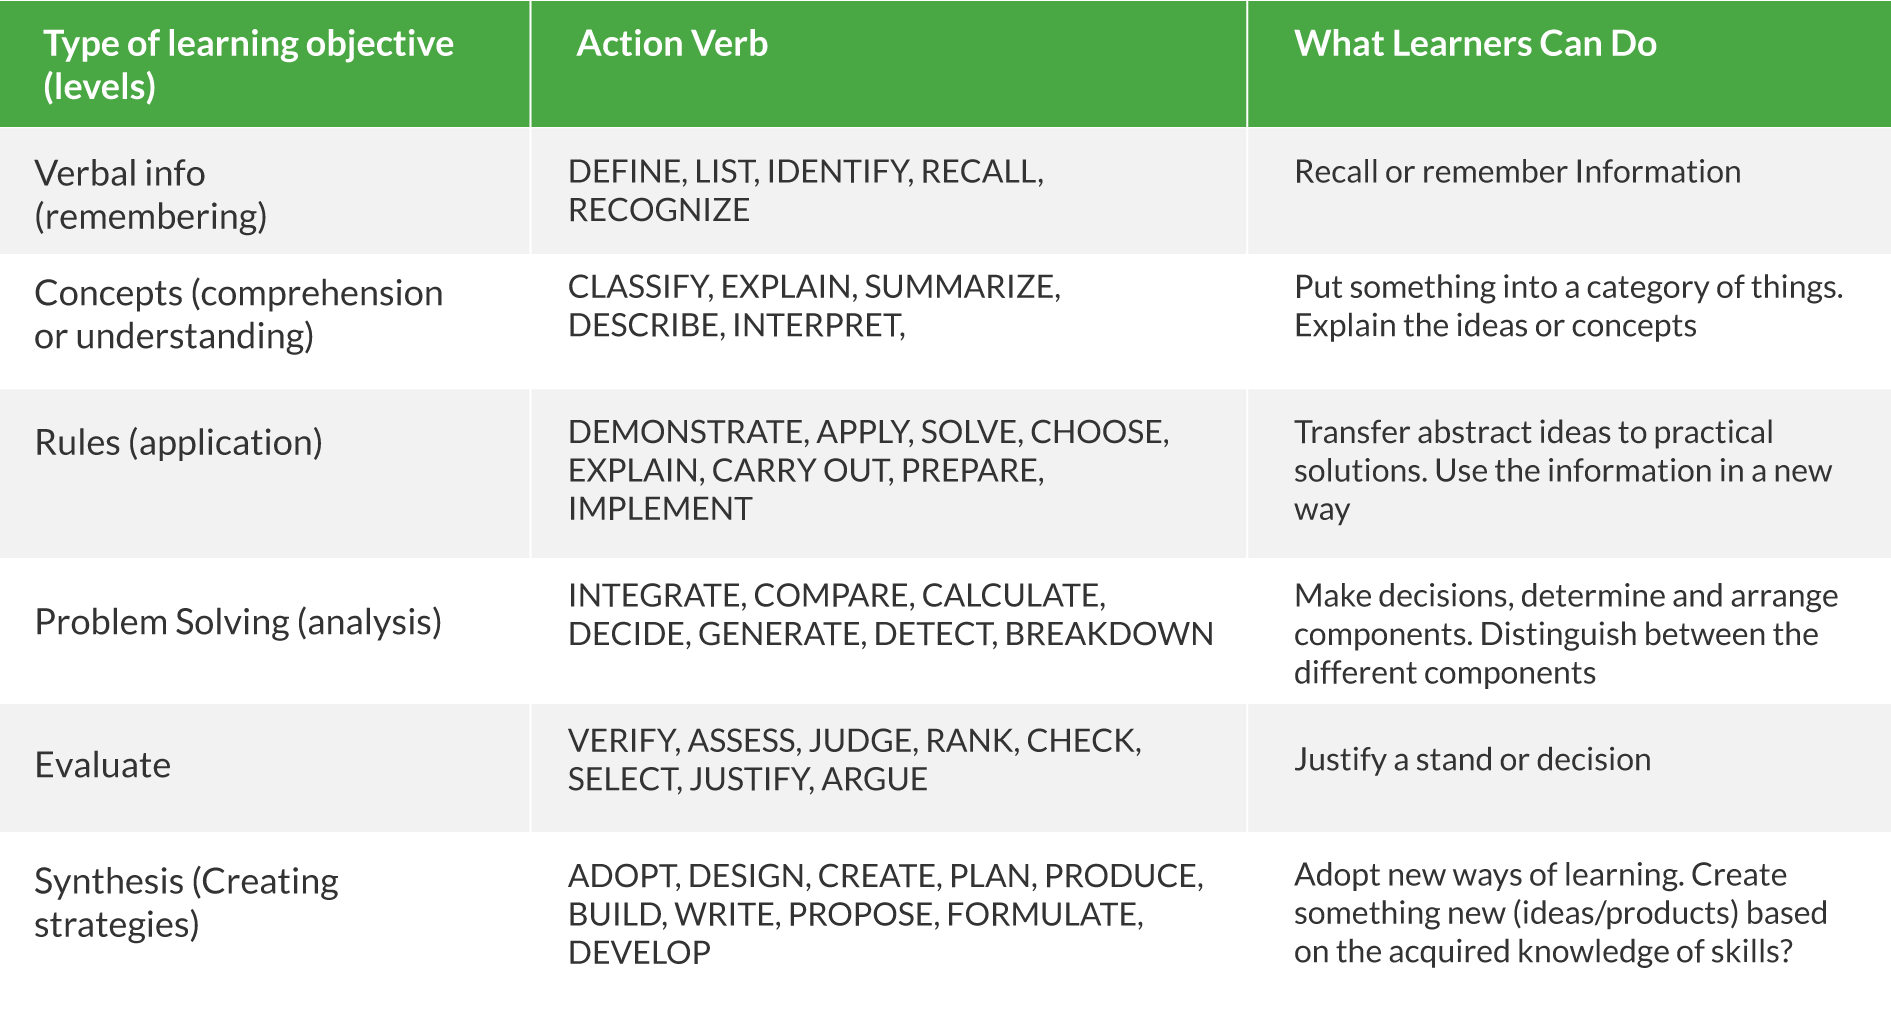 Type of learning objective
(levels)
Action Verb
What Learners Can Do
Verbal info
(remembering)
DEFINE, LIST, IDENTIFY, RECALL,
RECOGNIZE
Recall or remember Information
Concepts (comprehension
or understanding)
CLASSIFY, EXPLAIN, SUMMARIZE,
DESCRIBE, INTERPRET,
Put something into a category of things.
Explain the ideas or concepts
Rules (application)
DEMONSTRATE, APPLY, SOLVE, CHOOSE,
EXPLAIN, CARRY OUT, PREPARE,
IMPLEMENT
Transfer abstract ideas to practical
solutions. Use the information in a new
way
Problem Solving (analysis)
INTEGRATE, COMPARE, CALCULATE,
DECIDE, GENERATE, DETECT, BREAKDOWN
Make decisions, determine and arrange
components. Distinguish between the
different components
Evaluate
VERIFY, ASSESS, JUDGE, RANK, CHECK,
SELECT, JUSTIFY, ARGUE
Justify a stand or decision
Synthesis (Creating
strategies)
ADOPT, DESIGN, CREATE, PLAN, PRODUCE,
BUILD, WRITE, PROPOSE, FORMULATE,
DEVELOP
Adopt new ways of learning. Create
something new (ideas/products) based
on the acquired knowledge of skills?